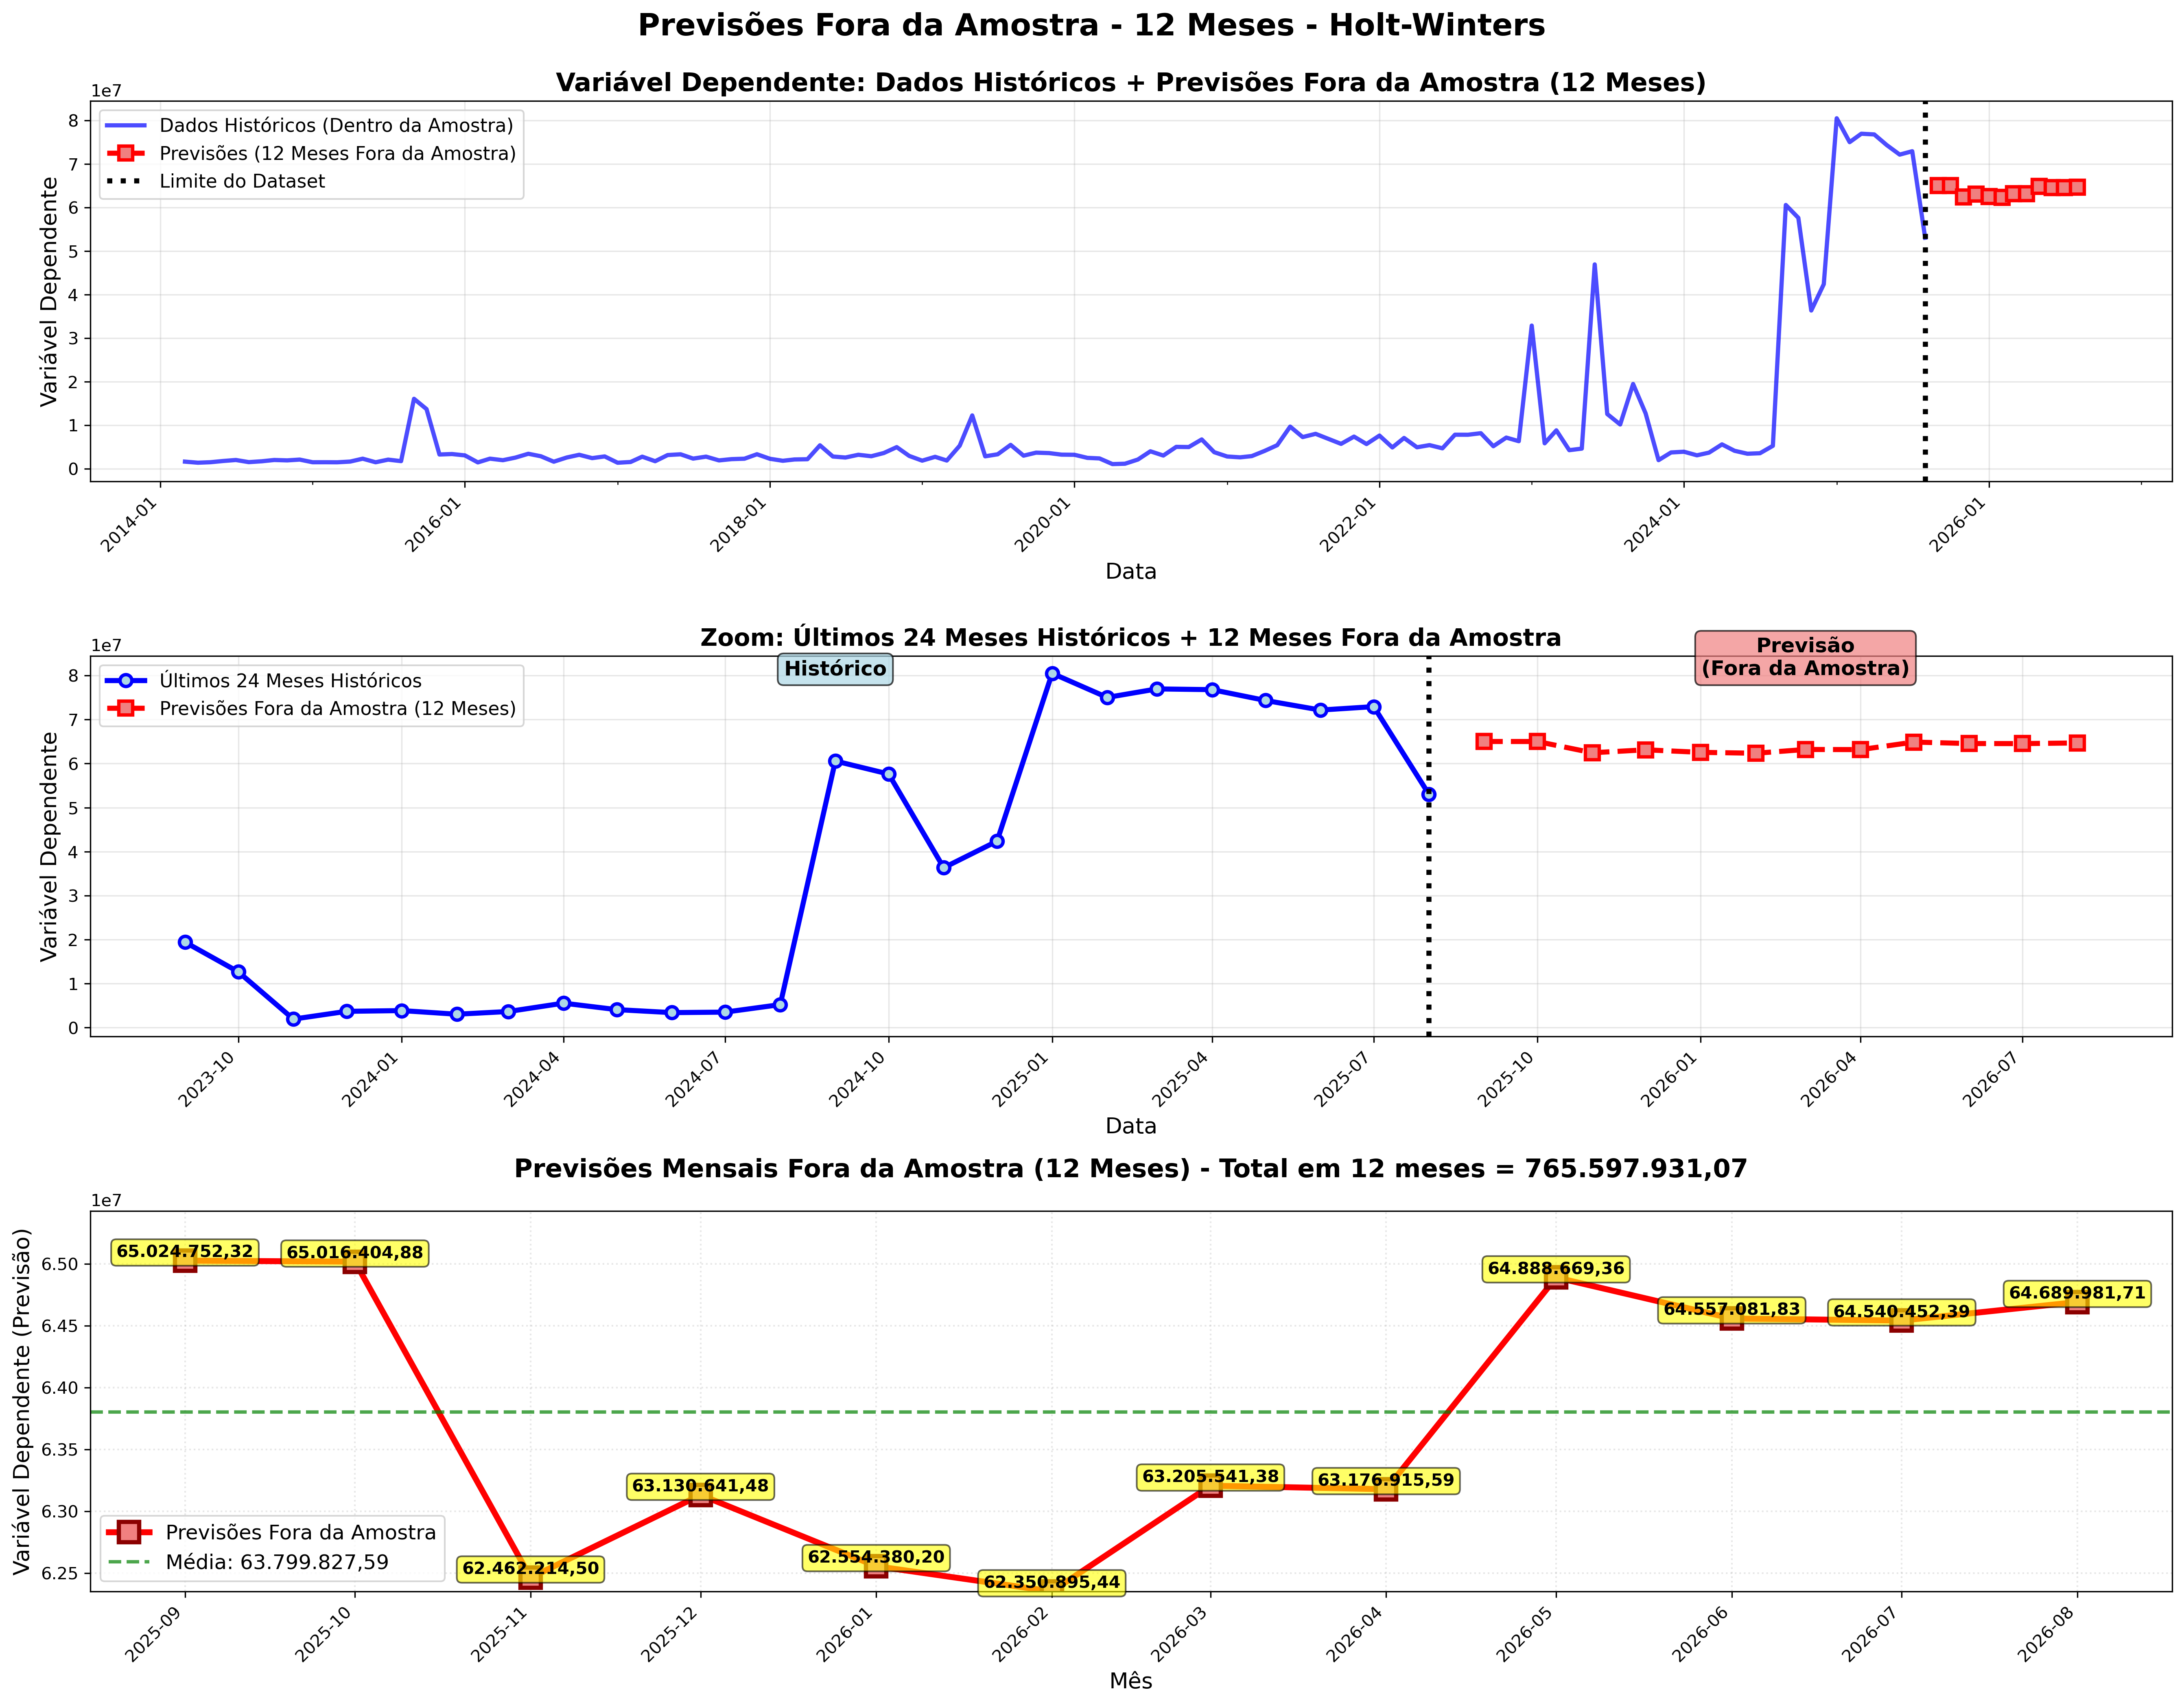 Previsões Fora da Amostra - 12 Meses - Holt-Winters
Variável Dependente: Dados Históricos + Previsões Fora da Amostra (12 Meses)
1e7
Dados Históricos (Dentro da Amostra)
Previsões (12 Meses Fora da Amostra)
Limite do Dataset
8
7
6
5
4
3
2
1
0
Variável Dependente
2014-01
2016-01
2018-01
2020-01
2022-01
2024-01
2026-01
Data
Zoom: Últimos 24 Meses Históricos + 12 Meses Fora da Amostra
1e7
Últimos 24 Meses Históricos
Previsões Fora da Amostra (12 Meses)
Histórico
Previsão
(Fora da Amostra)
8
7
6
5
4
3
2
1
0
Variável Dependente
2023-10
2024-01
2024-04
2024-07
2024-10
2025-01
2025-04
2025-07
2025-10
2026-01
2026-04
2026-07
Data
Previsões Mensais Fora da Amostra (12 Meses) - Total em 12 meses = 765.597.931,07
1e7
6.50
6.45
6.40
6.35
6.30
6.25
Variável Dependente (Previsão)
65.024.752,32
65.016.404,88
62.462.214,50
63.130.641,48
62.554.380,20
62.350.895,44
63.205.541,38
63.176.915,59
64.888.669,36
64.557.081,83
64.540.452,39
64.689.981,71
Previsões Fora da Amostra
Média: 63.799.827,59
2025-09
2025-10
2025-11
2025-12
2026-01
2026-02
2026-03
2026-04
2026-05
2026-06
2026-07
2026-08
Mês